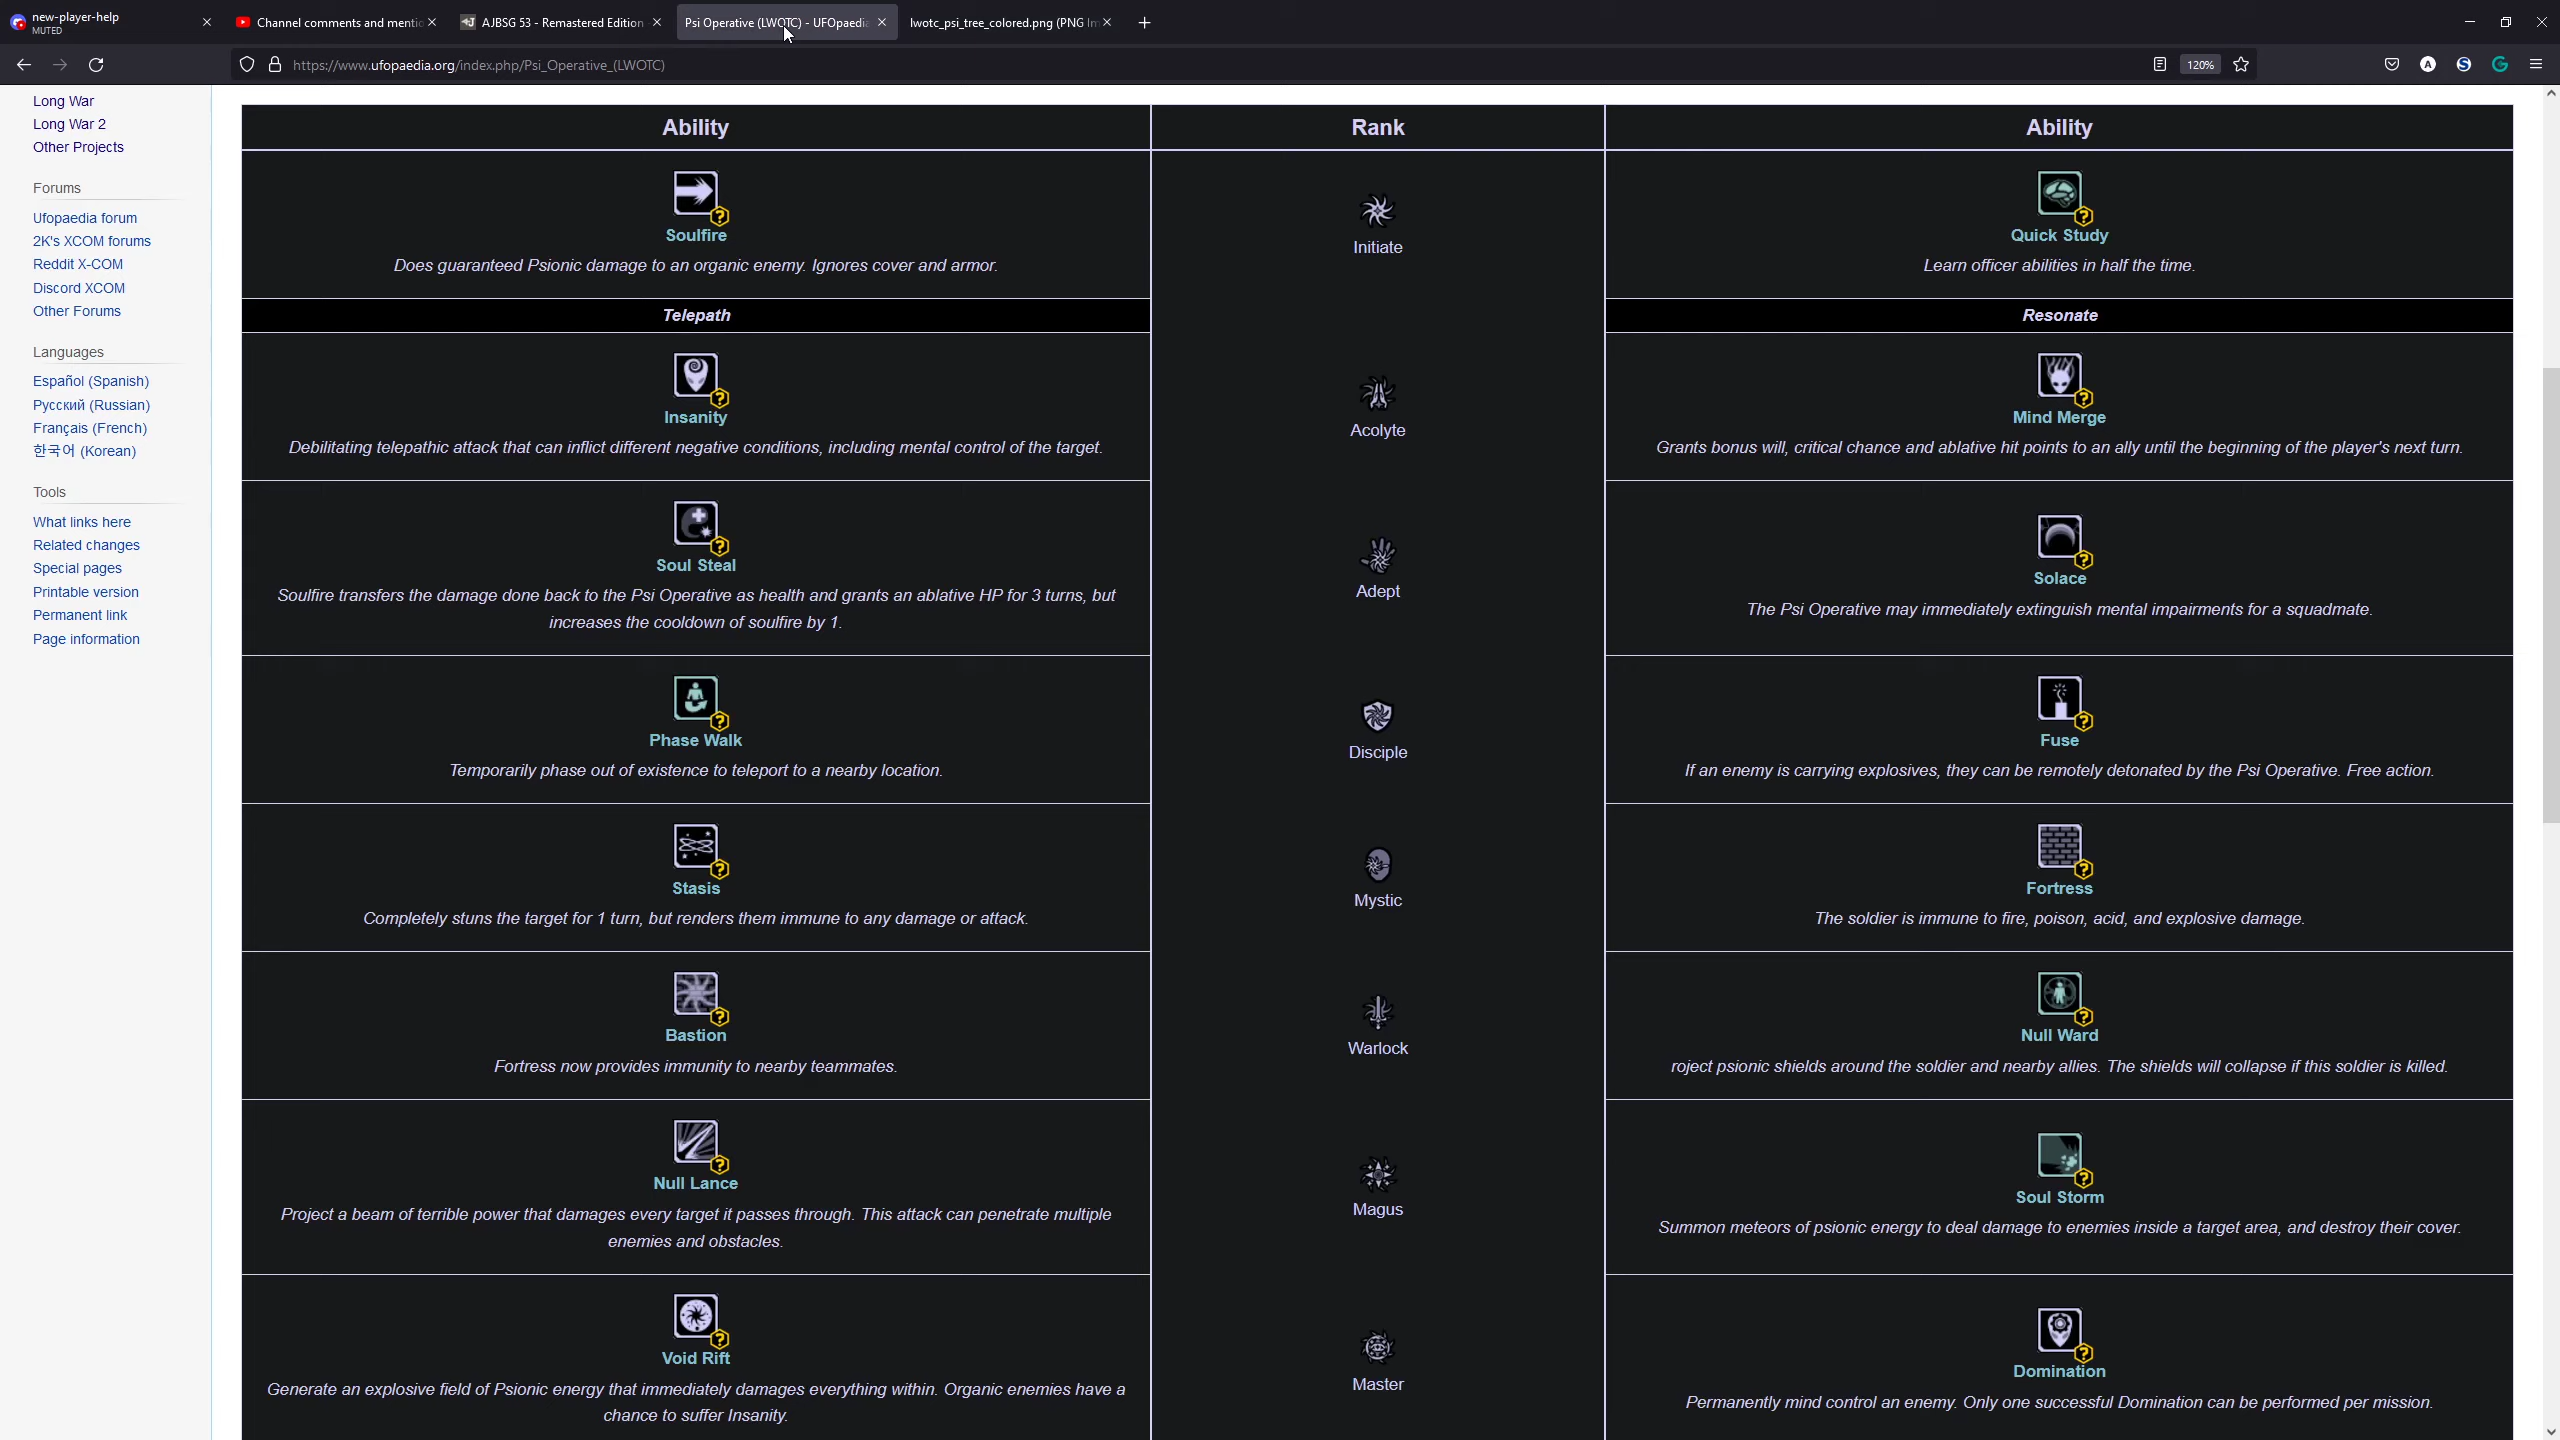 new-player-help
MUTED
Channel comments and mentio
AJBSG 53 - Remastered Edition
Psi Operative (LWOTC) - UFOpaedi
lwotc_psi_tree_colored.png (PNG Im
https://www.ufopaedia.org/index.php/Psi_Operative_(LWOTC)
120%
Long War
Long War 2
Other Projects
Forums
Ufopaedia forum
2K's XCOM forums
Reddit X-COM
Discord XCOM
Other Forums
Languages
Español (Spanish)
Русский (Russian)
Français (French)
한국어 (Korean)
Tools
What links here
Related changes
Special pages
Printable version
Permanent link
Page information
Ability
Rank
Ability
Soulfire
Does guaranteed Psionic damage to an organic enemy. Ignores cover and armor.
Initiate
Quick Study
Learn officer abilities in half the time.
Telepath
Resonate
Insanity
Debilitating telepathic attack that can inflict different negative conditions, including mental control of the target.
Acolyte
Mind Merge
Grants bonus will, critical chance and ablative hit points to an ally until the beginning of the player's next turn.
Soul Steal
Soulfire transfers the damage done back to the Psi Operative as health and grants an ablative HP for 3 turns, but
increases the cooldown of soulfire by 1.
Adept
Solace
The Psi Operative may immediately extinguish mental impairments for a squadmate.
Phase Walk
Temporarily phase out of existence to teleport to a nearby location.
Disciple
Fuse
If an enemy is carrying explosives, they can be remotely detonated by the Psi Operative. Free action.
Stasis
Completely stuns the target for 1 turn, but renders them immune to any damage or attack.
Mystic
Fortress
The soldier is immune to fire, poison, acid, and explosive damage.
Bastion
Fortress now provides immunity to nearby teammates.
Warlock
Null Ward
roject psionic shields around the soldier and nearby allies. The shields will collapse if this soldier is killed.
Null Lance
Project a beam of terrible power that damages every target it passes through. This attack can penetrate multiple
enemies and obstacles.
Magus
Soul Storm
Summon meteors of psionic energy to deal damage to enemies inside a target area, and destroy their cover.
Void Rift
Generate an explosive field of Psionic energy that immediately damages everything within. Organic enemies have a
chance to suffer Insanity.
Master
Domination
Permanently mind control an enemy. Only one successful Domination can be performed per mission.